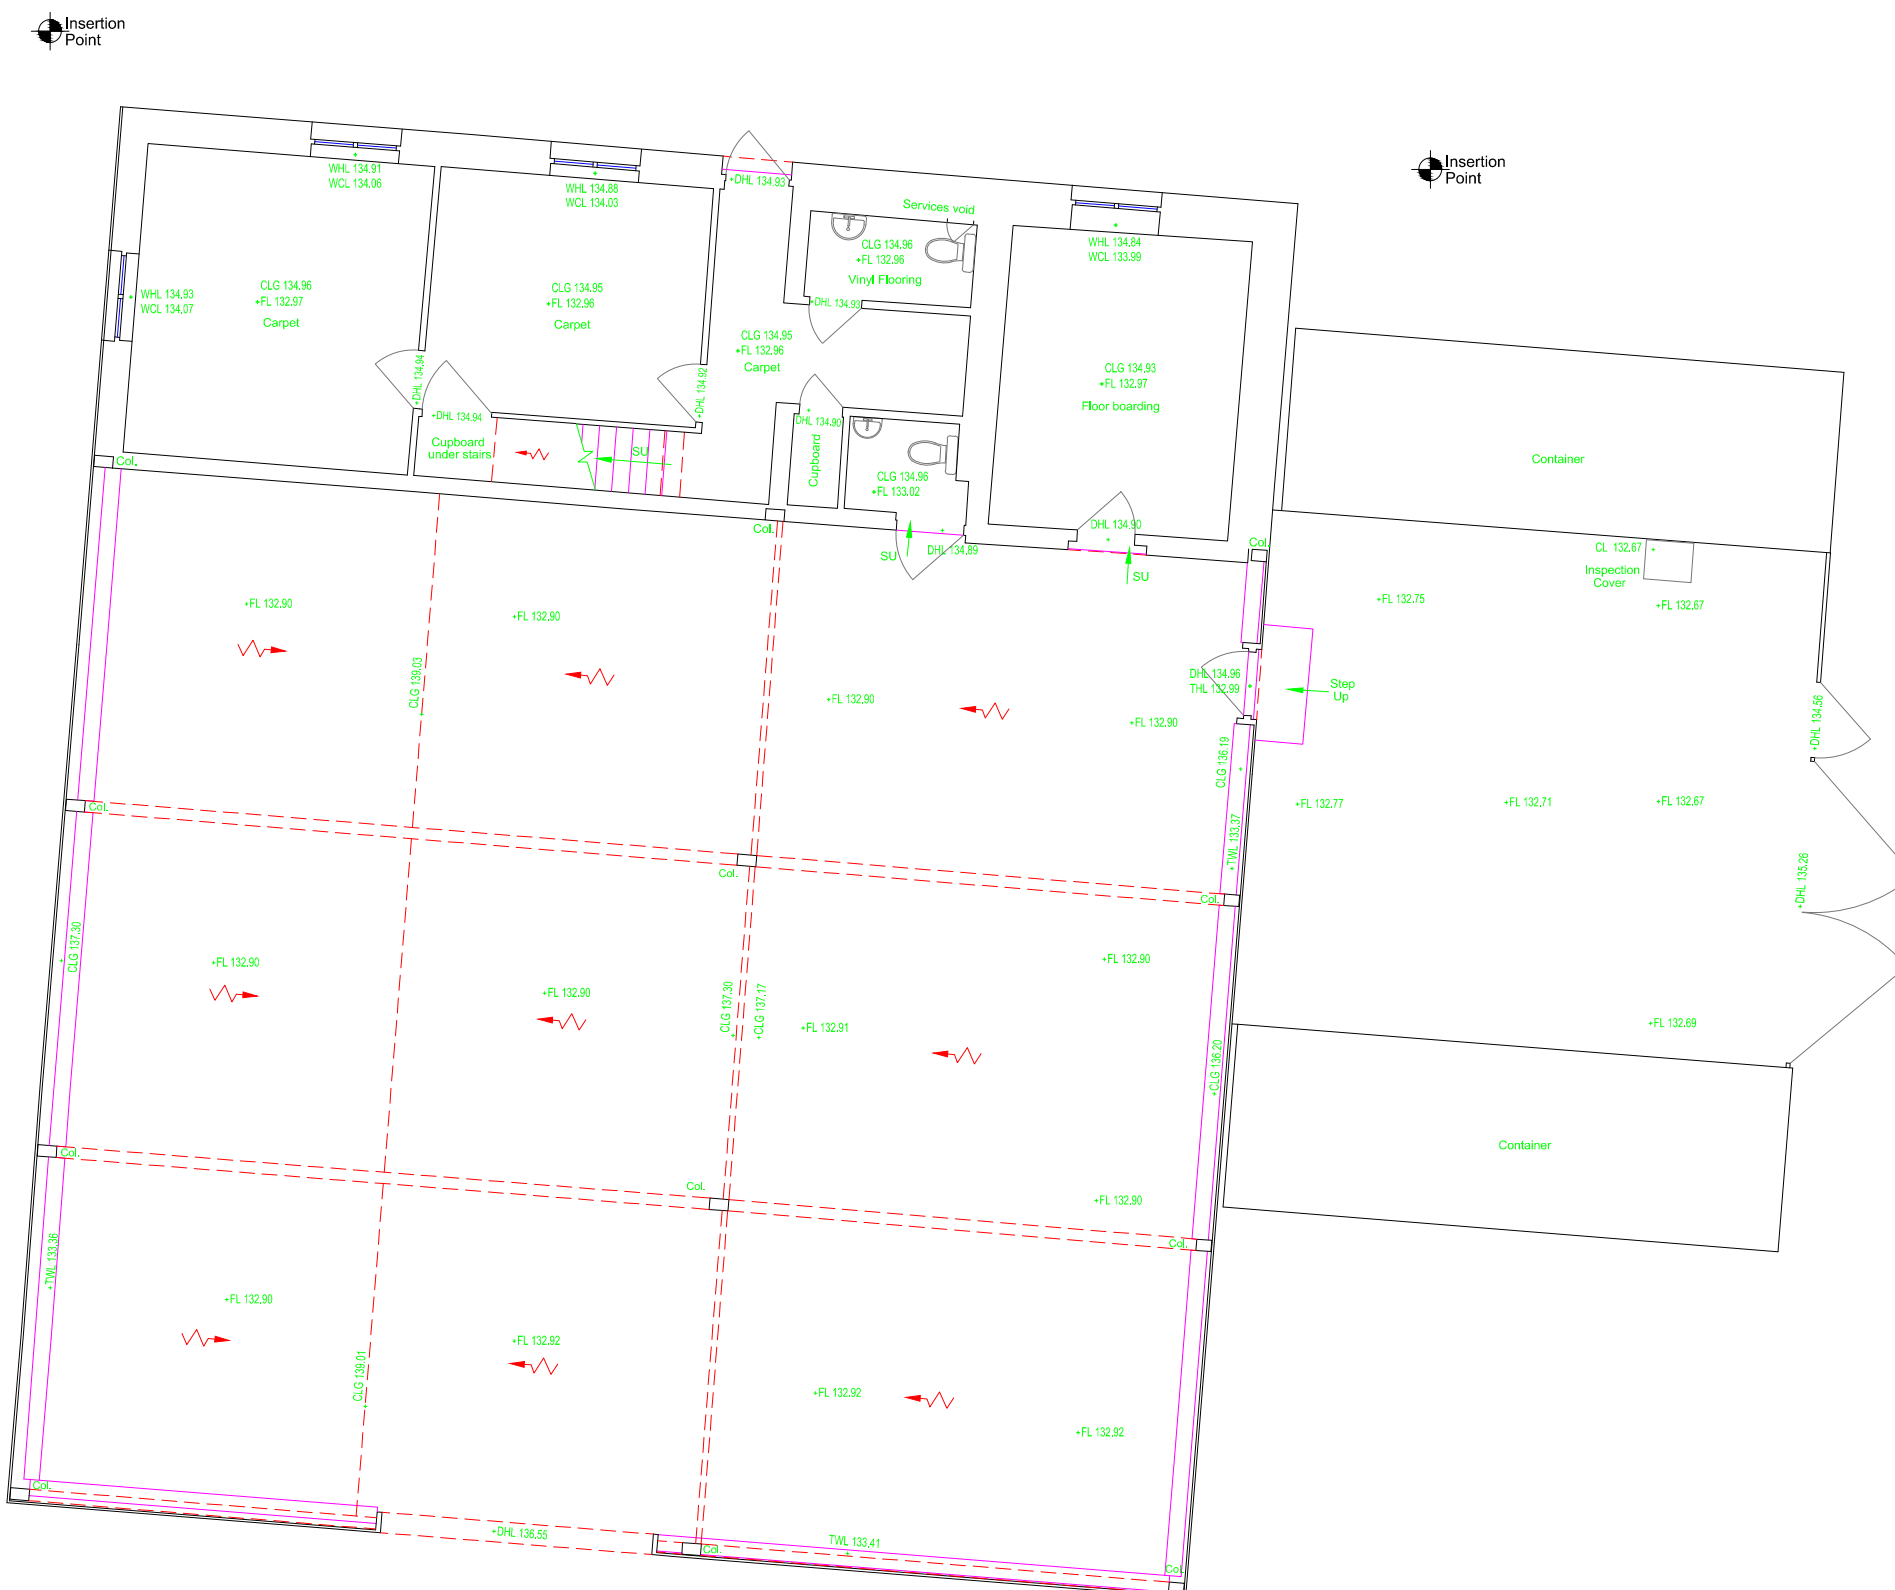 Insertion
Point
Insertion
Point
WHL 134.91
WCL 134.06
WHL 134.88
WCL 134.03
+DHL 134.93
Services void
WHL 134.84
WCL 133.99
CLG 134.96
+FL 132.96
Vinyl Flooring
+DHL 134.93
WHL 134.93
WCL 134.07
CLG 134.96
+FL 132.97
Carpet
CLG 134.95
+FL 132.96
Carpet
CLG 134.95
+FL 132.96
Carpet
CLG 134.93
+FL 132.97
Floor boarding
+DHL 134.94
+DHL 134.92
+DHL 134.94
DHL 134.90
Cupboard
under stairs
SU
Cupboard
CLG 134.96
+FL 133.02
Container
Col.
Col.
SU
DHL 134.89
DHL 134.90
SU
Col.
CL 132.67
Inspection
Cover
+FL 132.75
+FL 132.67
+FL 132.90
+FL 132.90
CLG 139.03
+FL 132.90
+FL 132.90
DHL 134.96
THL 132.99
Step
Up
+DHL 134.56
CLG 136.19
+FL 132.77
+FL 132.71
+FL 132.67
Col.
+TWL 133.37
Col.
Col.
+DHL 135.26
CLG 137.30
+FL 132.90
+FL 132.90
CLG 137.30
+CLG 137.17
+FL 132.91
+FL 132.90
+FL 132.69
+CLG 136.20
Col.
Col.
+FL 132.90
Container
Col.
+TWL 133.36
+FL 132.90
+FL 132.92
CLG 139.01
+FL 132.92
+FL 132.92
Col.
+DHL 136.55
Col.
TWL 133.41
Col.